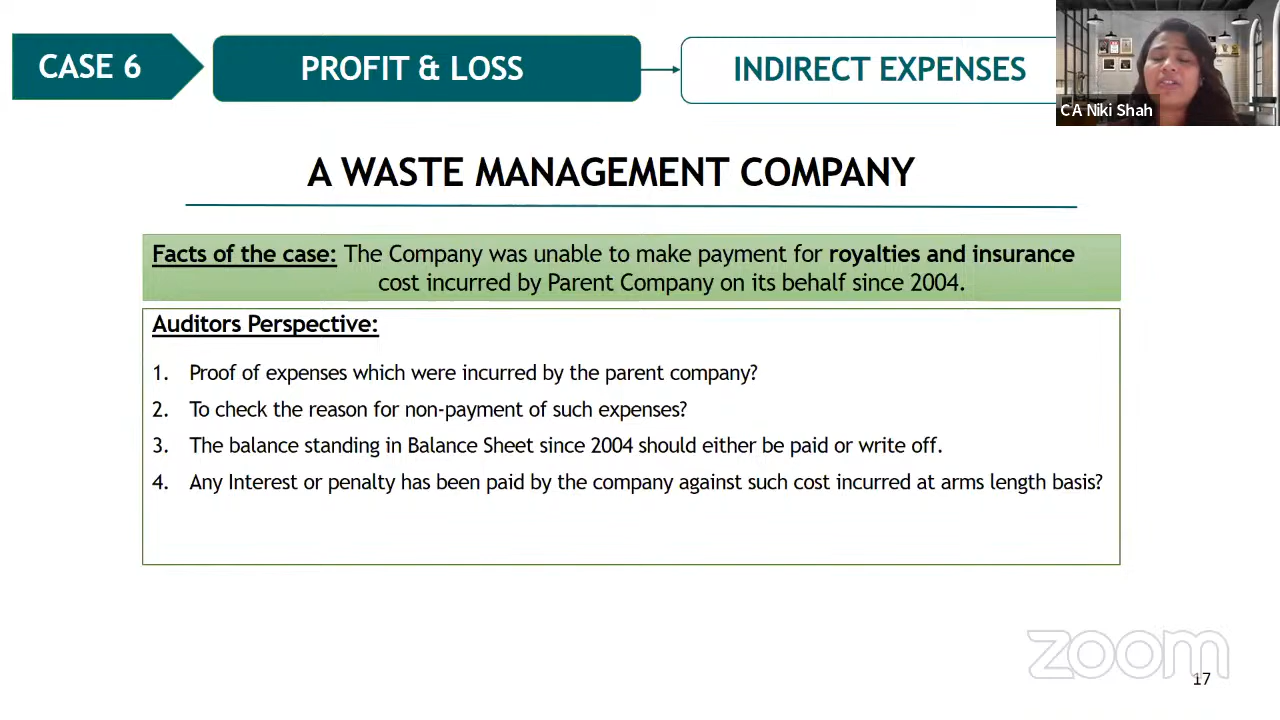 CASE 6
PROFIT & LOSS
INDIRECT EXPENSES
CA Niki Shah
A WASTE MANAGEMENT COMPANY
Facts of the case: The Company was unable to make payment for royalties and insurance
cost incurred by Parent Company on its behalf since 2004.
Auditors Perspective:
1. Proof of expenses which were incurred by the parent company?
2. To check the reason for non-payment of such expenses?
3. The balance standing in Balance Sheet since 2004 should either be paid or write off.
4. Any Interest or penalty has been paid by the company against such cost incurred at arms length basis?
zoom
17